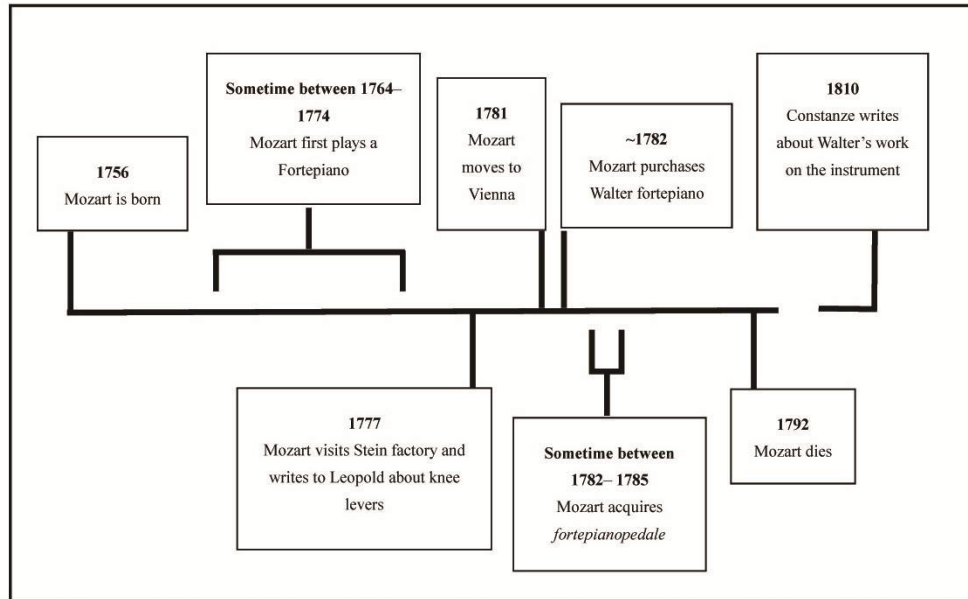 1756
Mozart is born
Sometime between 1764–
1774
Mozart first plays a
Fortepiano
1781
Mozart
moves to
Vienna
~1782
Mozart purchases
Walter fortepiano
1810
Constanze writes
about Walter’s work
on the instrument
1777
Mozart visits Stein factory and
writes to Leopold about knee
levers
Sometime between
1782– 1785
Mozart acquires
fortepianopedale
1792
Mozart dies